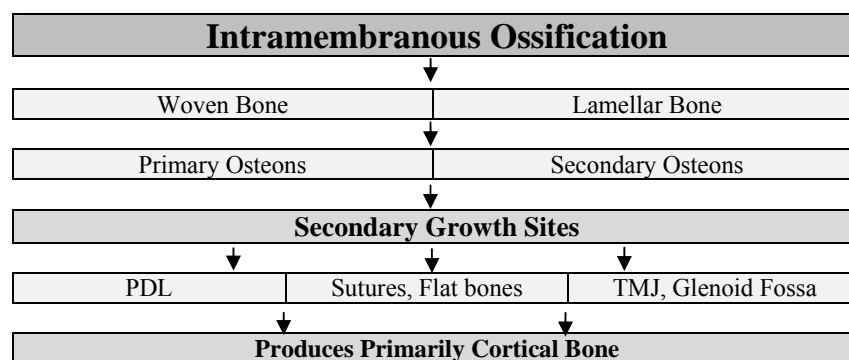 Intramembranous Ossification
Woven Bone Lamellar Bone
Primary Osteons Secondary Osteons
Secondary Growth Sites
PDL Sutures, Flat bones TMJ, Glenoid Fossa
Produces Primarily Cortical Bone